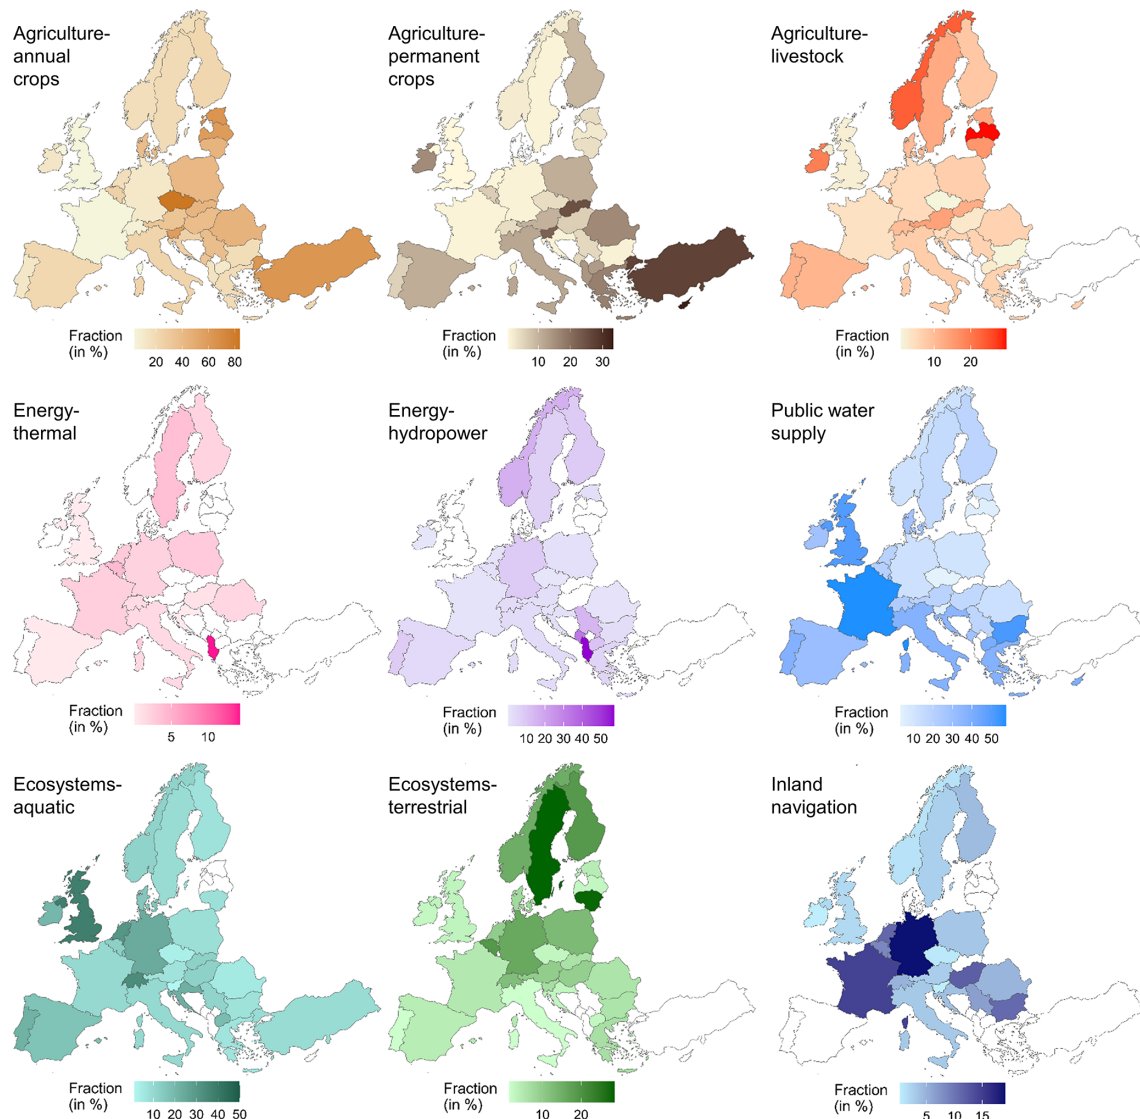 Agriculture-
annual
crops
Fraction
(in %)
20 40 60 80
Agriculture-
permanent
crops
Fraction
(in %)
10 20 30
Agriculture-
livestock
Fraction
(in %)
10 20
Energy-
thermal
Fraction
(in %)
5 10
Energy-
hydropower
Fraction
(in %)
10 20 30 40 50
Public water
supply
Fraction
(in %)
10 20 30 40 50
Ecosystems-
aquatic
Fraction
(in %)
10 20 30 40 50
Ecosystems-
terrestrial
Fraction
(in %)
10 20
Inland
navigation
Fraction
(in %)
5 10 15